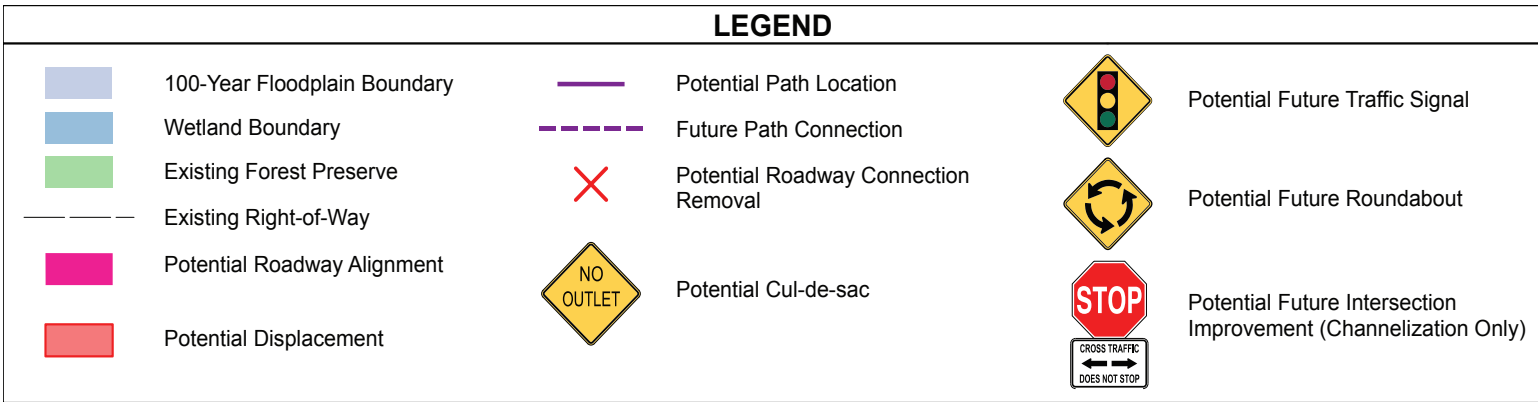 LEGEND
100-Year Floodplain Boundary
Wetland Boundary
Existing Forest Preserve
Existing Right-of-Way
Potential Roadway Alignment
Potential Displacement
Potential Path Location
Future Path Connection
Potential Roadway Connection
Removal
NO
OUTLET
Potential Cul-de-sac
Potential Future Traffic Signal
Potential Future Roundabout
STOP
CROSS TRAFFIC
DOES NOT STOP
Potential Future Intersection
Improvement (Channelization Only)